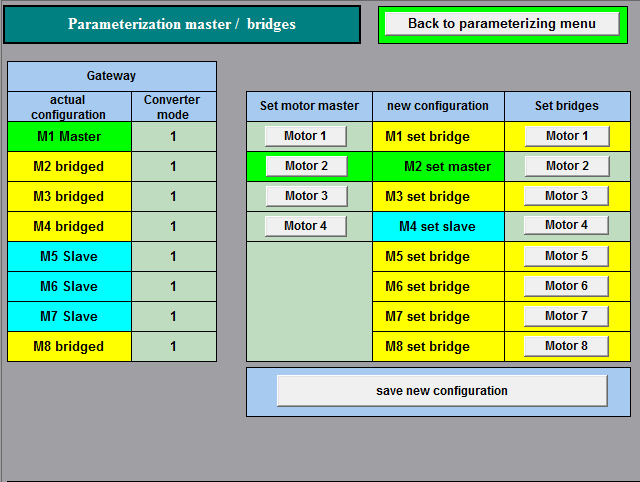 Parameterization master / bridges
Back to parameterizing menu
Gateway
actual configuration Converter mode
M1 Master 1
M2 bridged 1
M3 bridged 1
M4 bridged 1
M5 Slave 1
M6 Slave 1
M7 Slave 1
M8 bridged 1
Set motor master new configuration Set bridges
Motor 1 M1 set bridge Motor 1
Motor 2 M2 set master Motor 2
Motor 3 M3 set bridge Motor 3
Motor 4 M4 set slave Motor 4
M5 set bridge Motor 5
M6 set bridge Motor 6
M7 set bridge Motor 7
M8 set bridge Motor 8
save new configuration